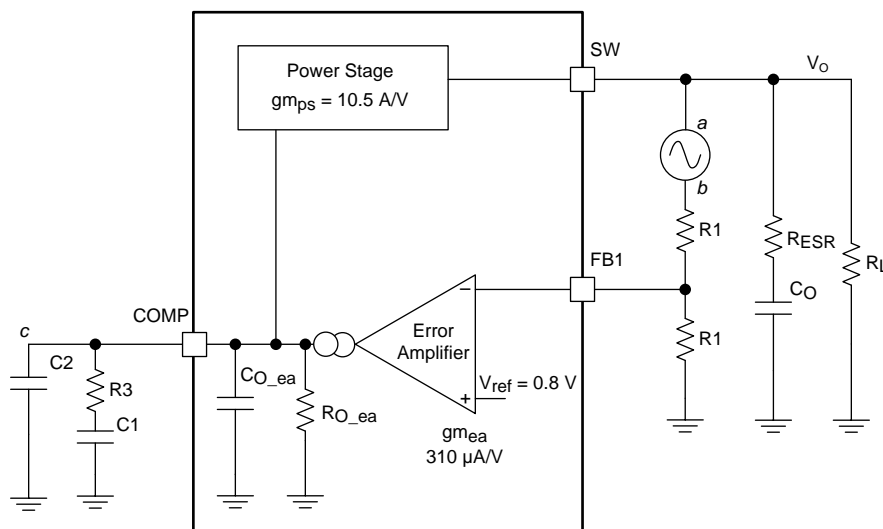 SW
Power Stage
gmps = 10.5 A/V
VO
a
b
R1
RESR
RL
FB1
CO
COMP
c
C2
R3
C1
Error
Amplifier
R1
CO_ea
RO_ea
Vref = 0.8 V
gmea
310 µA/V
−
+